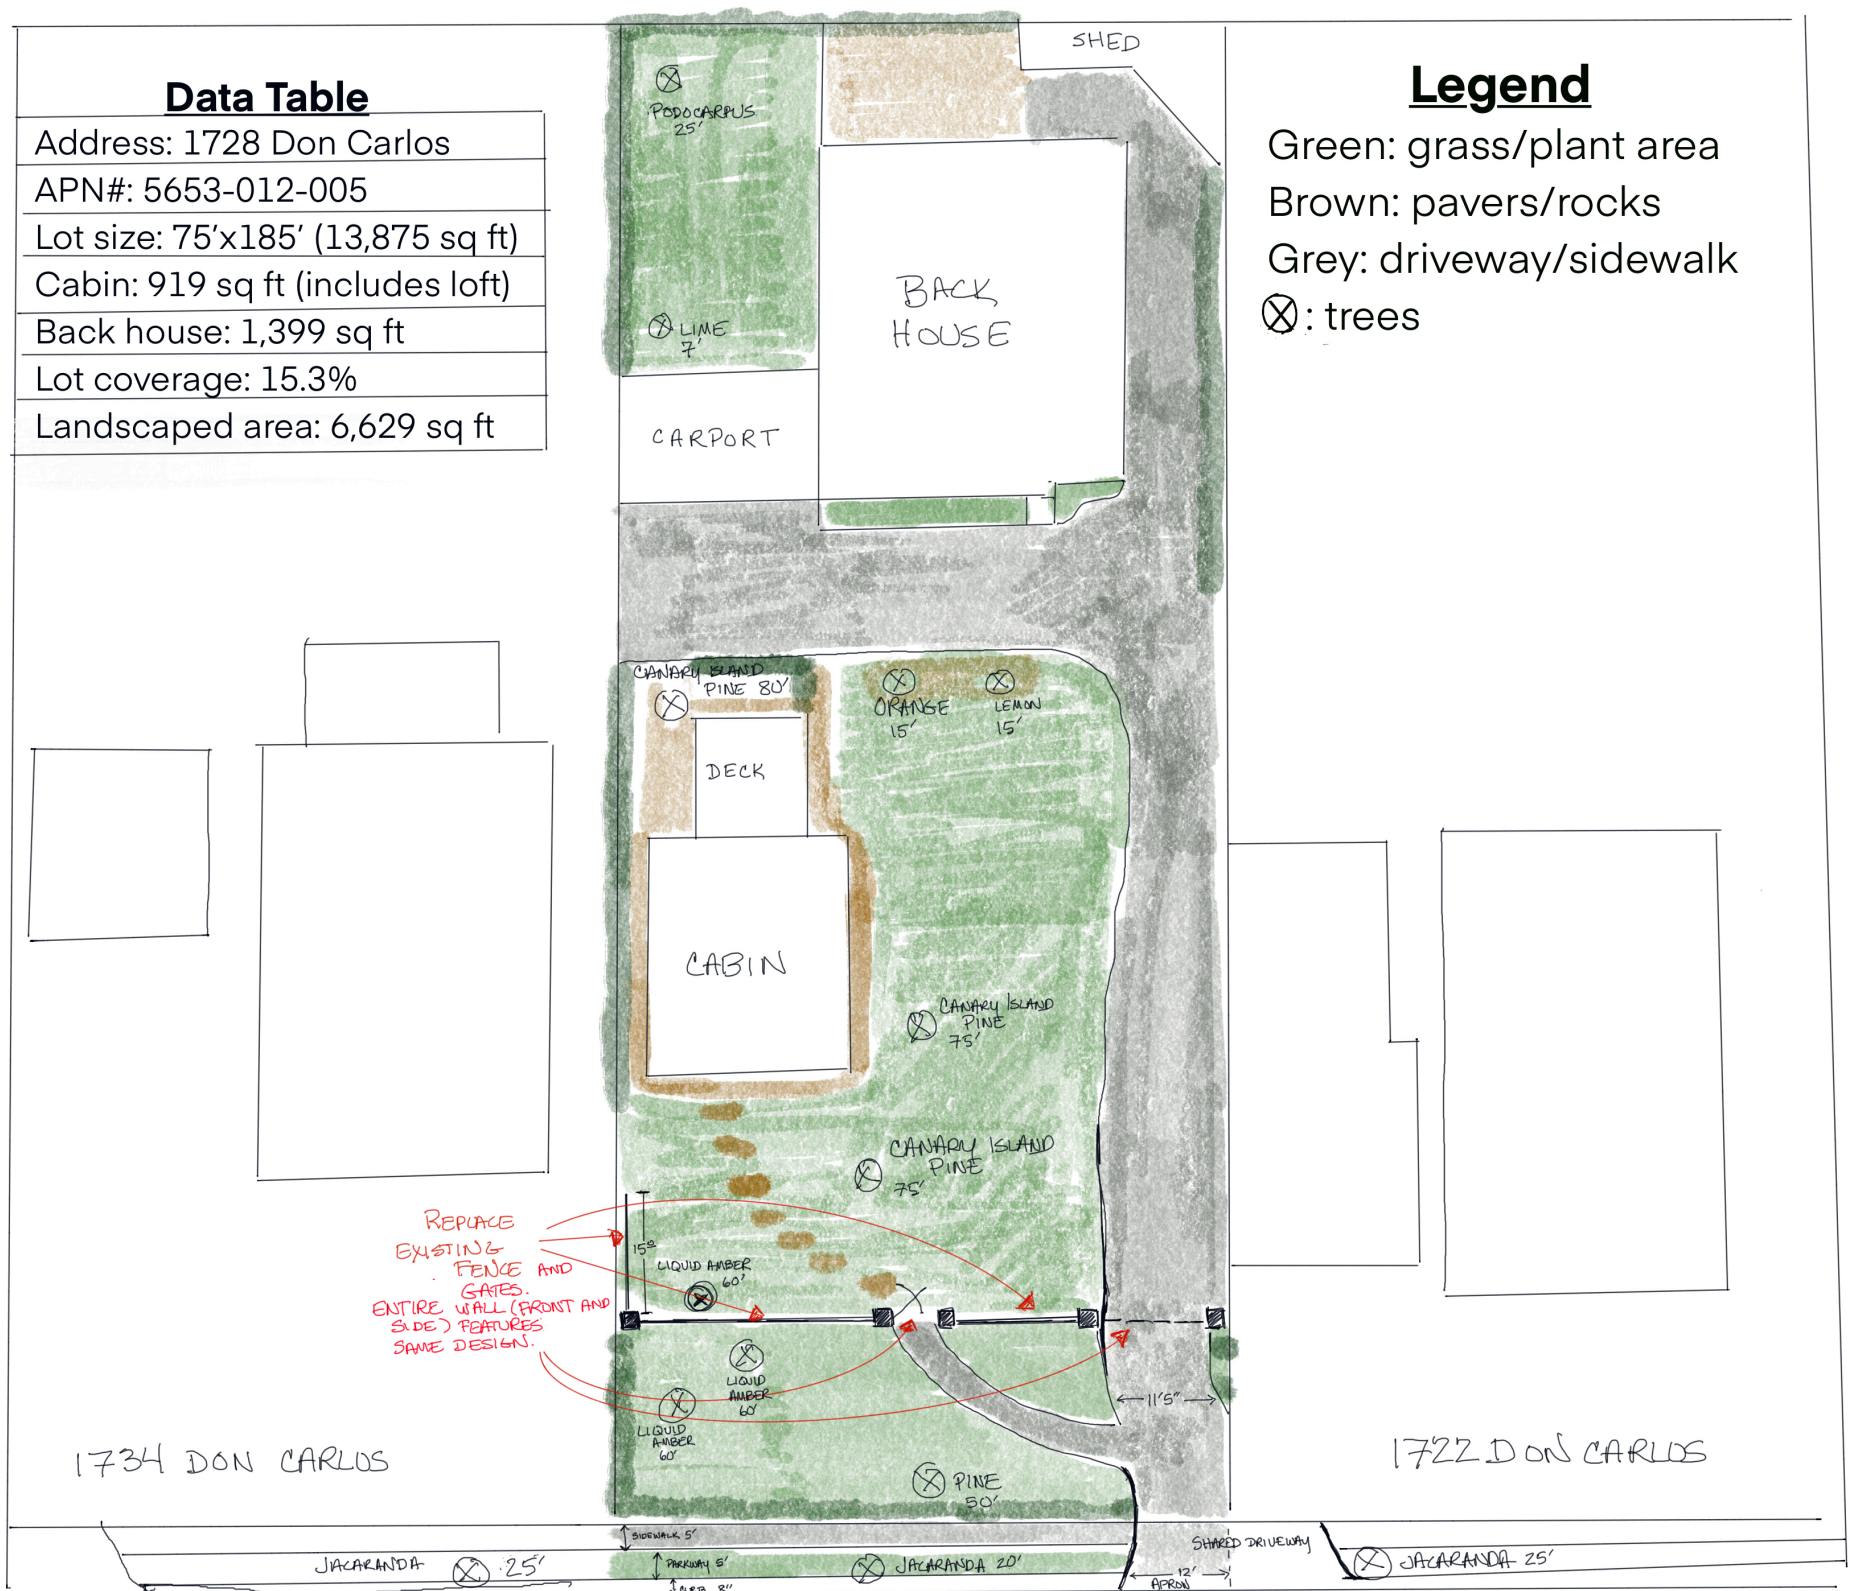 SHED
Data Table
Address: 1728 Don Carlos
APN#: 5653-012-005
Lot size: 75'x185' (13,875 sq ft)
Cabin: 919 sq ft (includes loft)
Back house: 1,399 sq ft
Lot coverage: 15.3%
Landscaped area: 6,629 sq ft
Legend
Green: grass/plant area
Brown: pavers/rocks
Grey: driveway/sidewalk
: trees
PODOCARPUS
25'
LIME
7'
BACK
HOUSE
CARPORT
CANARY ISLAND
PINE 80'
ORANGE
15'
LEMON
15'
DECK
CABIN
CANARY ISLAND
PINE
75'
CANARY ISLAND
PINE
75'
REPLACE
EXISTING
FENCE AND
GATES.
ENTIRE WALL (FRONT AND
SIDE) FEATURES
SAME DESIGN.
15º
LIQUID AMBER
60'
LIQUID
AMBER
60'
LIQUID
AMBER
60'
11'5"
PINE
50'
1734 DON CARLOS
1722 DON CARLOS
SIDEWALK 5'
SHARED DRIVEWAY
JACARANDA 25'
PARKWAY 5'
JACARANDA 20'
JACARANDA 25'
12'
APRON
CURB 8"